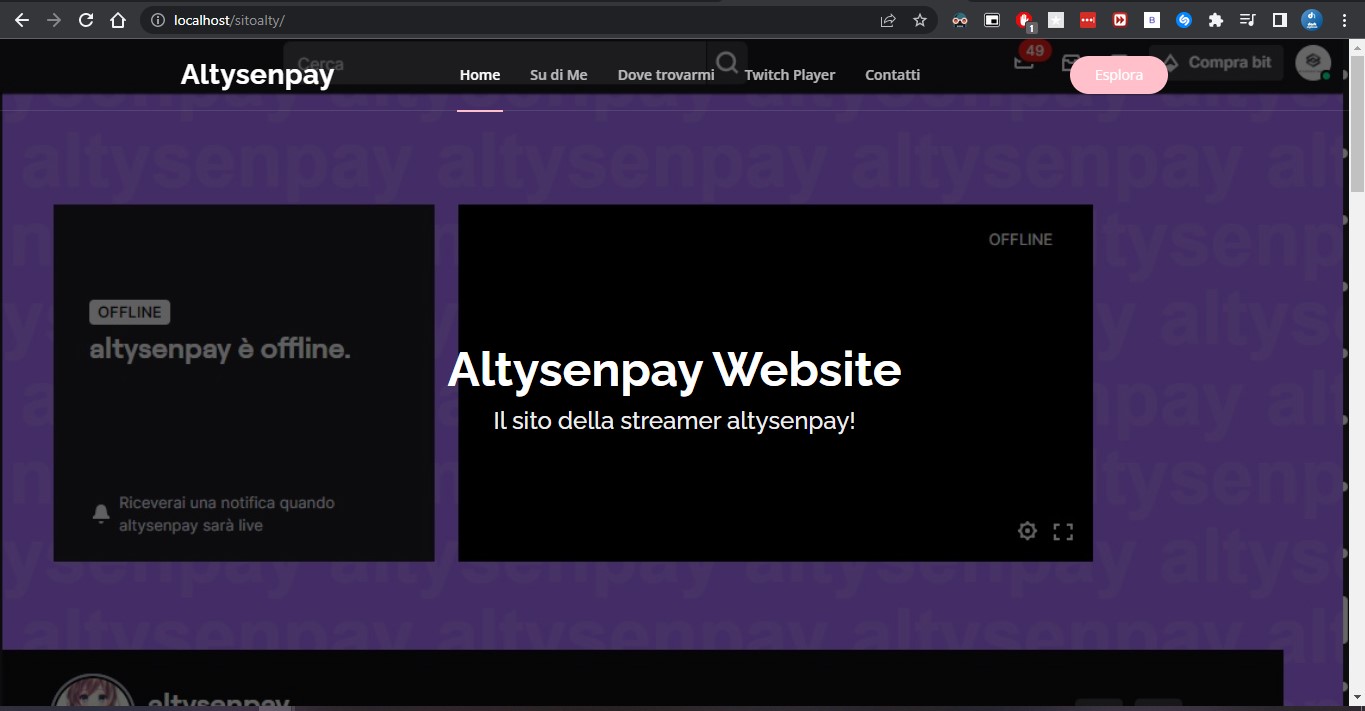 localhost/sitoalty/
1
Cerca
49
Compra bit
Altysenpay
Home
Su di Me
Dove trovarmi
Twitch Player
Contatti
Esplora
altysenpay altysenpay altysenpay
OFFLINE
OFFLINE
altysenpay è offline.
Altysenpay Website
Il sito della streamer altysenpay!
Riceverai una notifica quando
altysenpay sarà live
altysenpay